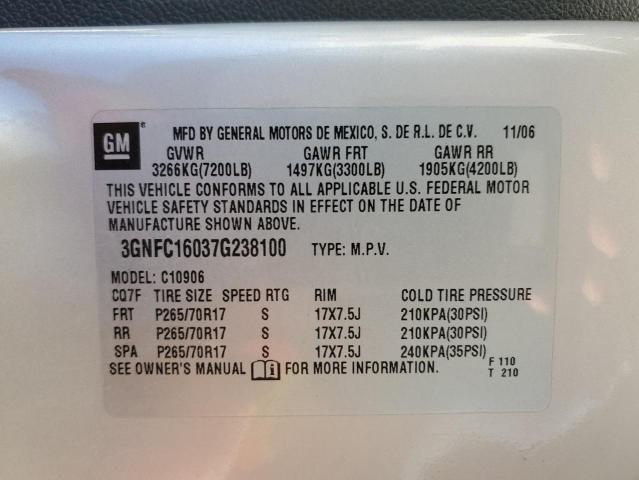 GM ® MFD BY GENERAL MOTORS DE MEXICO, S. DE R.L. DE C.V. 11/06
GVWR GAWR FRT GAWR RR
3266KG(7200LB) 1497KG(3300LB) 1905KG(4200LB)
THIS VEHICLE CONFORMS TO ALL APPLICABLE U.S. FEDERAL MOTOR
VEHICLE SAFETY STANDARDS IN EFFECT ON THE DATE OF
MANUFACTURE SHOWN ABOVE.
3GNFC16037G238100 TYPE: M.P.V.
MODEL: C10906
CQ7F TIRE SIZE SPEED RTG RIM COLD TIRE PRESSURE
FRT P265/70R17 S 17X7.5J 210KPA(30PSI)
RR P265/70R17 S 17X7.5J 210KPA(30PSI)
SPA P265/70R17 S 17X7.5J 240KPA(35PSI)
SEE OWNER'S MANUAL i FOR MORE INFORMATION. F 110
T 210